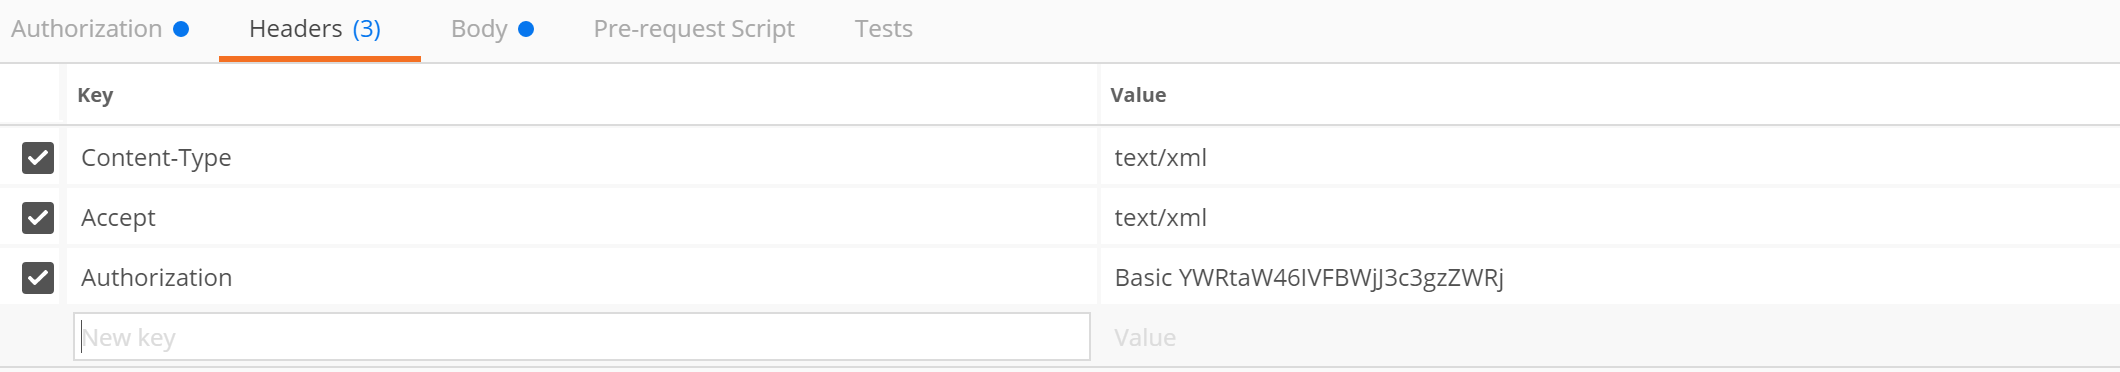 Authorization Headers (3) Body Pre-request Script Tests
Key Value
Content-Type text/xml
Accept text/xml
Authorization Basic YWRtaW46IVFBWjJ3c3gzZWRj
New key Value